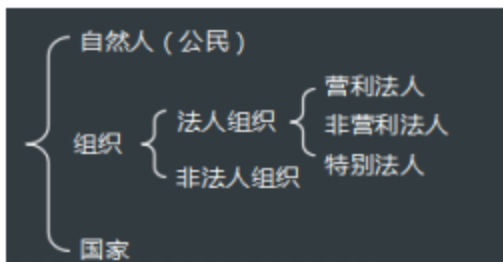 自然人（公民）
组织
法人组织
营利法人
非营利法人
特别法人
非法人组织
国家